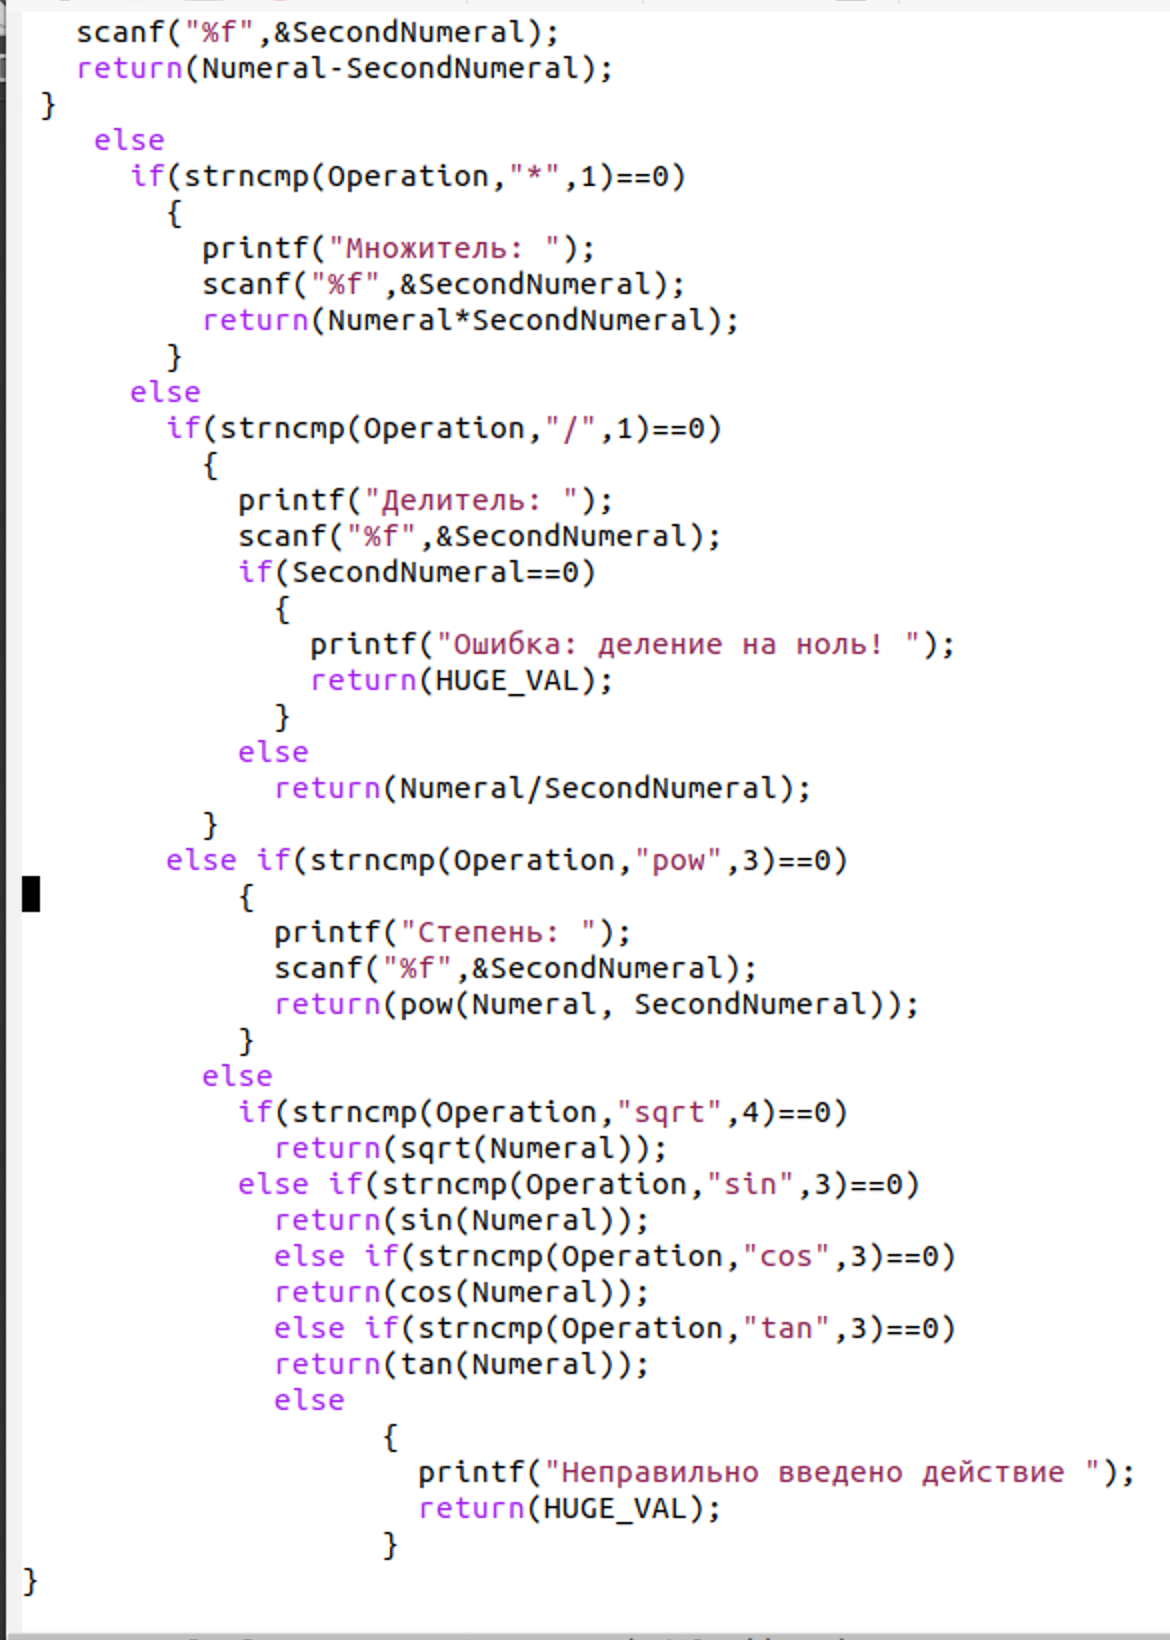 scanf("%f",&SecondNumeral);
return(Numeral-SecondNumeral);
}
else
if(strncmp(Operation,"*",1)==0)
{
printf("Множитель: ");
scanf("%f",&SecondNumeral);
return(Numeral*SecondNumeral);
}
else
if(strncmp(Operation,"/",1)==0)
{
printf("Делитель: ");
scanf("%f",&SecondNumeral);
if(SecondNumeral==0)
{
printf("Ошибка: деление на ноль! ");
return(HUGE_VAL);
}
else
return(Numeral/SecondNumeral);
}
else if(strncmp(Operation,"pow",3)==0)
{
printf("Степень: ");
scanf("%f",&SecondNumeral);
return(pow(Numeral, SecondNumeral));
}
else
if(strncmp(Operation,"sqrt",4)==0)
return(sqrt(Numeral));
else if(strncmp(Operation,"sin",3)==0)
return(sin(Numeral));
else if(strncmp(Operation,"cos",3)==0)
return(cos(Numeral));
else if(strncmp(Operation,"tan",3)==0)
return(tan(Numeral));
else
{
printf("Неправильно введено действие ");
return(HUGE_VAL);
}
}